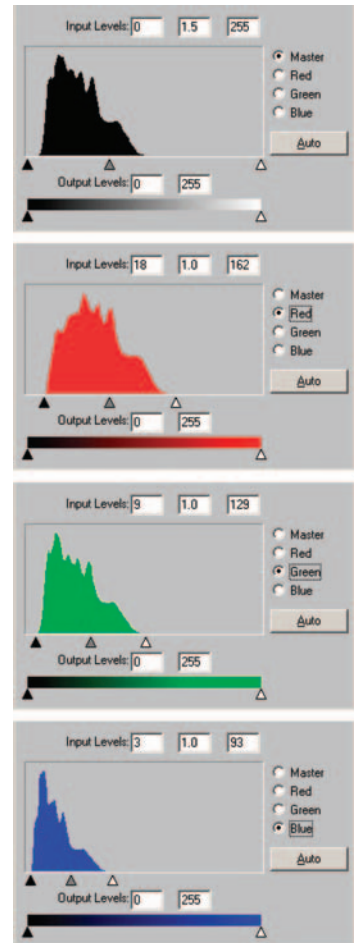 Input Levels: 0 1.5 255
Master
Red
Green
Blue
Auto
Output Levels: 0 255
Input Levels: 18 1.0 162
Master
Red
Green
Blue
Auto
Output Levels: 0 255
Input Levels: 9 1.0 129
Master
Red
Green
Blue
Auto
Output Levels: 0 255
Input Levels: 3 1.0 93
Master
Red
Green
Blue
Auto
Output Levels: 0 255